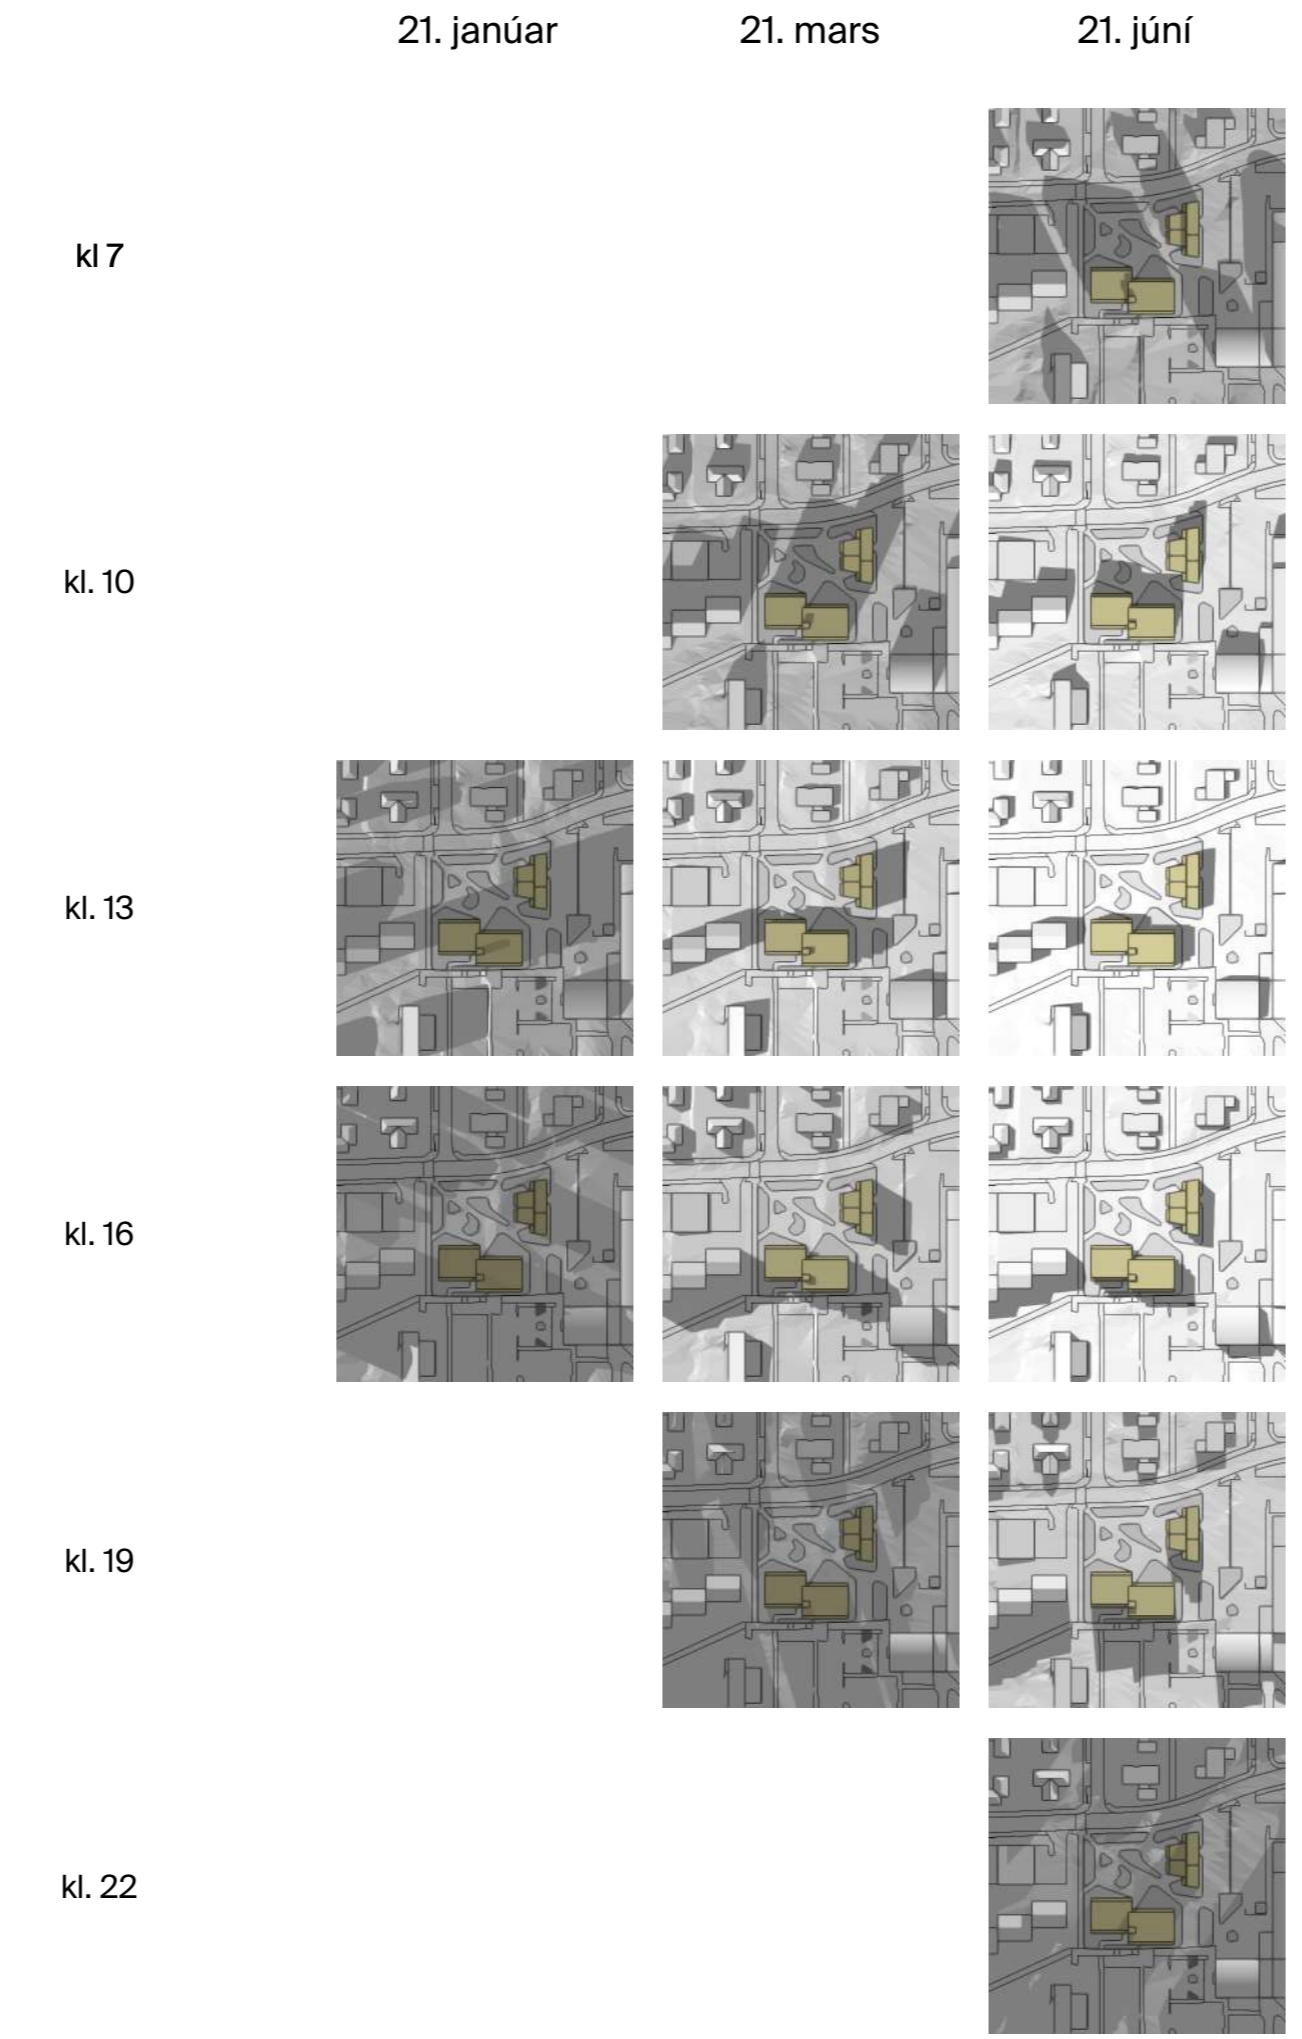 21. janúar 21. mars 21. júní
kl 7
kl. 10
kl. 13
kl. 16
kl. 19
kl. 22